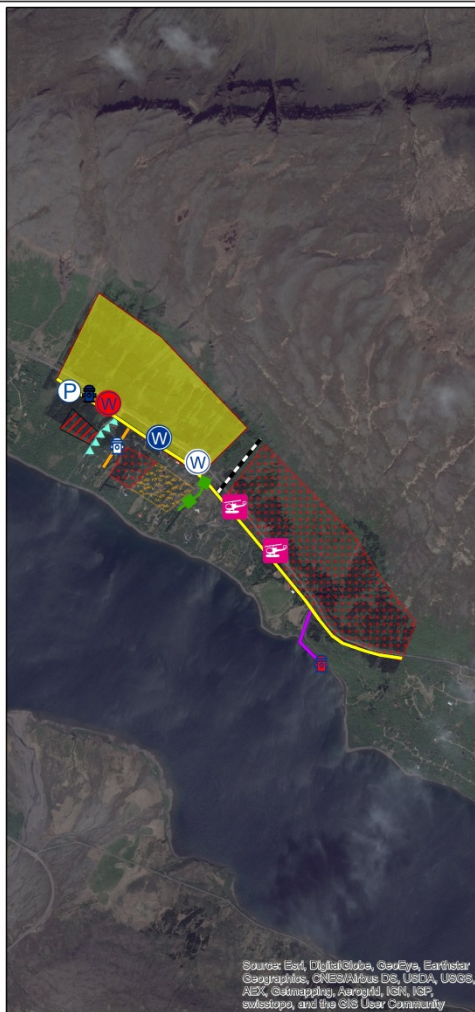 P
W
W
W
Source: Esri, DigitalGlobe, GeoEye, Earthstar
Geographics, CNES/Airbus DS, USDA, USGS,
AEX, Getmapping, Aerogrid, IGN, IGP,
swisstopo, and the GIS User Community